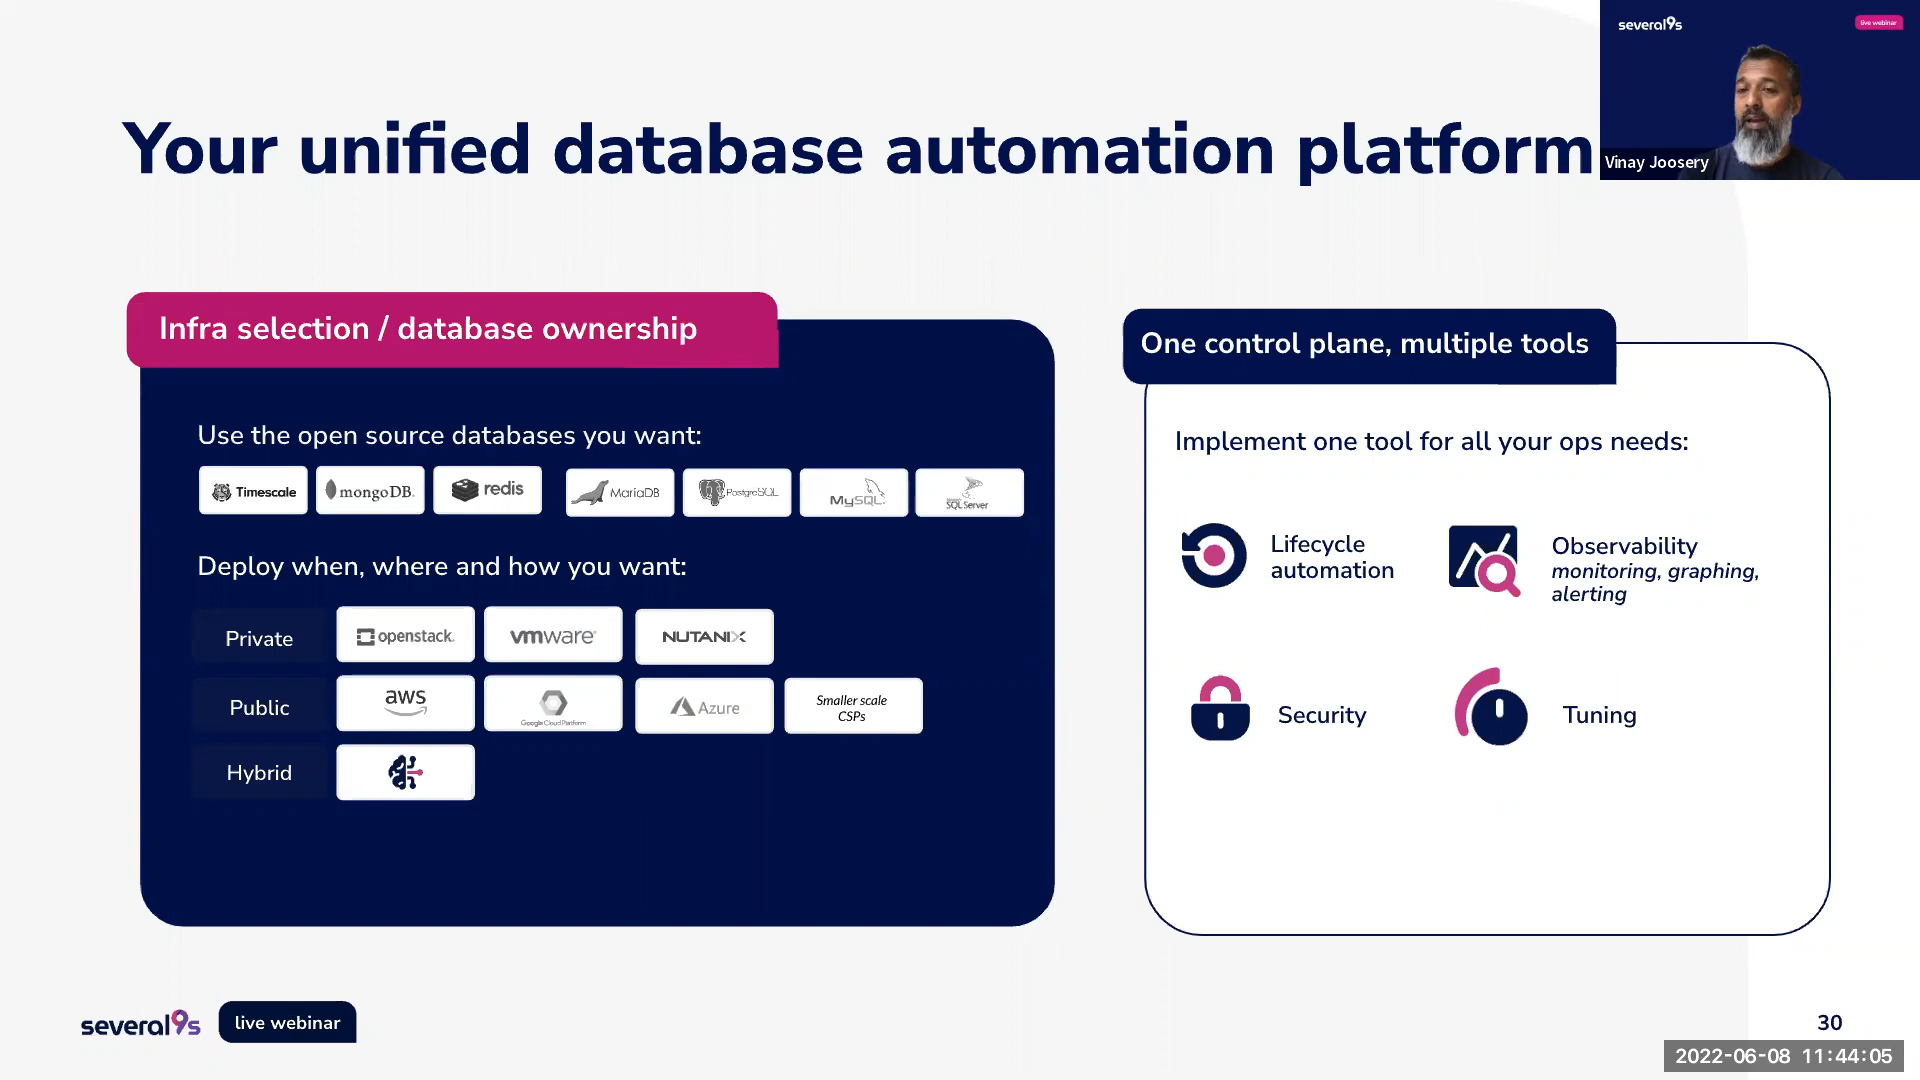 several9s
live webinar
Vinay Joosery
Your unified database automation platform
Infra selection / database ownership
Use the open source databases you want:
Timescale
mongoDB.
redis
MariaDB
PostgreSQL
MySQL.
SQL Server
Deploy when, where and how you want:
Private
openstack.
vmware
NUTANIX
Public
aws
Google Cloud Platform
Azure
Smaller scale
CSPs
Hybrid
One control plane, multiple tools
Implement one tool for all your ops needs:
Lifecycle
automation
Observability
monitoring, graphing,
alerting
Security
Tuning
several9s
live webinar
30
2022-06-08 11:44:05